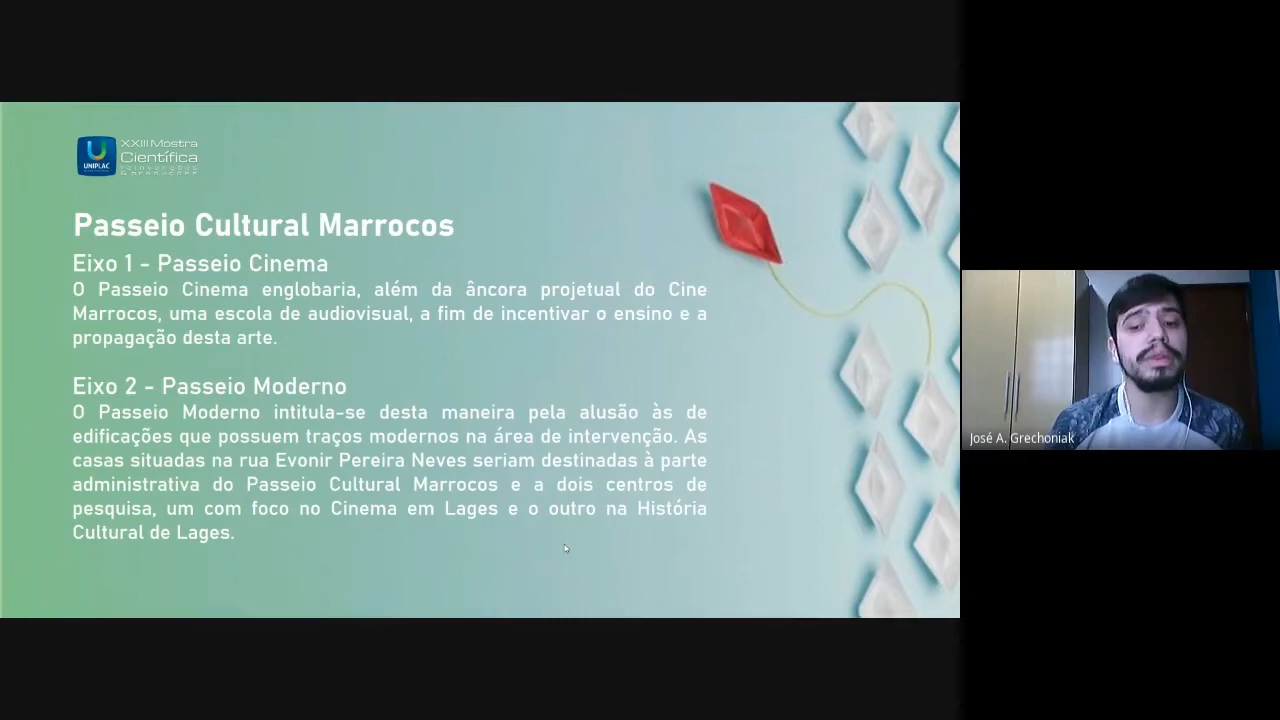 XXIII Mostra
Científica
UNIPLAC
Passeio Cultural Marrocos
Eixo 1 - Passeio Cinema
O Passeio Cinema englobaria, além da âncora projetual do Cine
Marrocos, uma escola de audiovisual, a fim de incentivar o ensino e a
propagação desta arte.
Eixo 2 - Passeio Moderno
O Passeio Moderno intitula-se desta maneira pela alusão às de
edificações que possuem traços modernos na área de intervenção. As
casas situadas na rua Evonir Pereira Neves seriam destinadas à parte
administrativa do Passeio Cultural Marrocos e a dois centros de
pesquisa, um com foco no Cinema em Lages e o outro na História
Cultural de Lages.
José A. Grechoniak